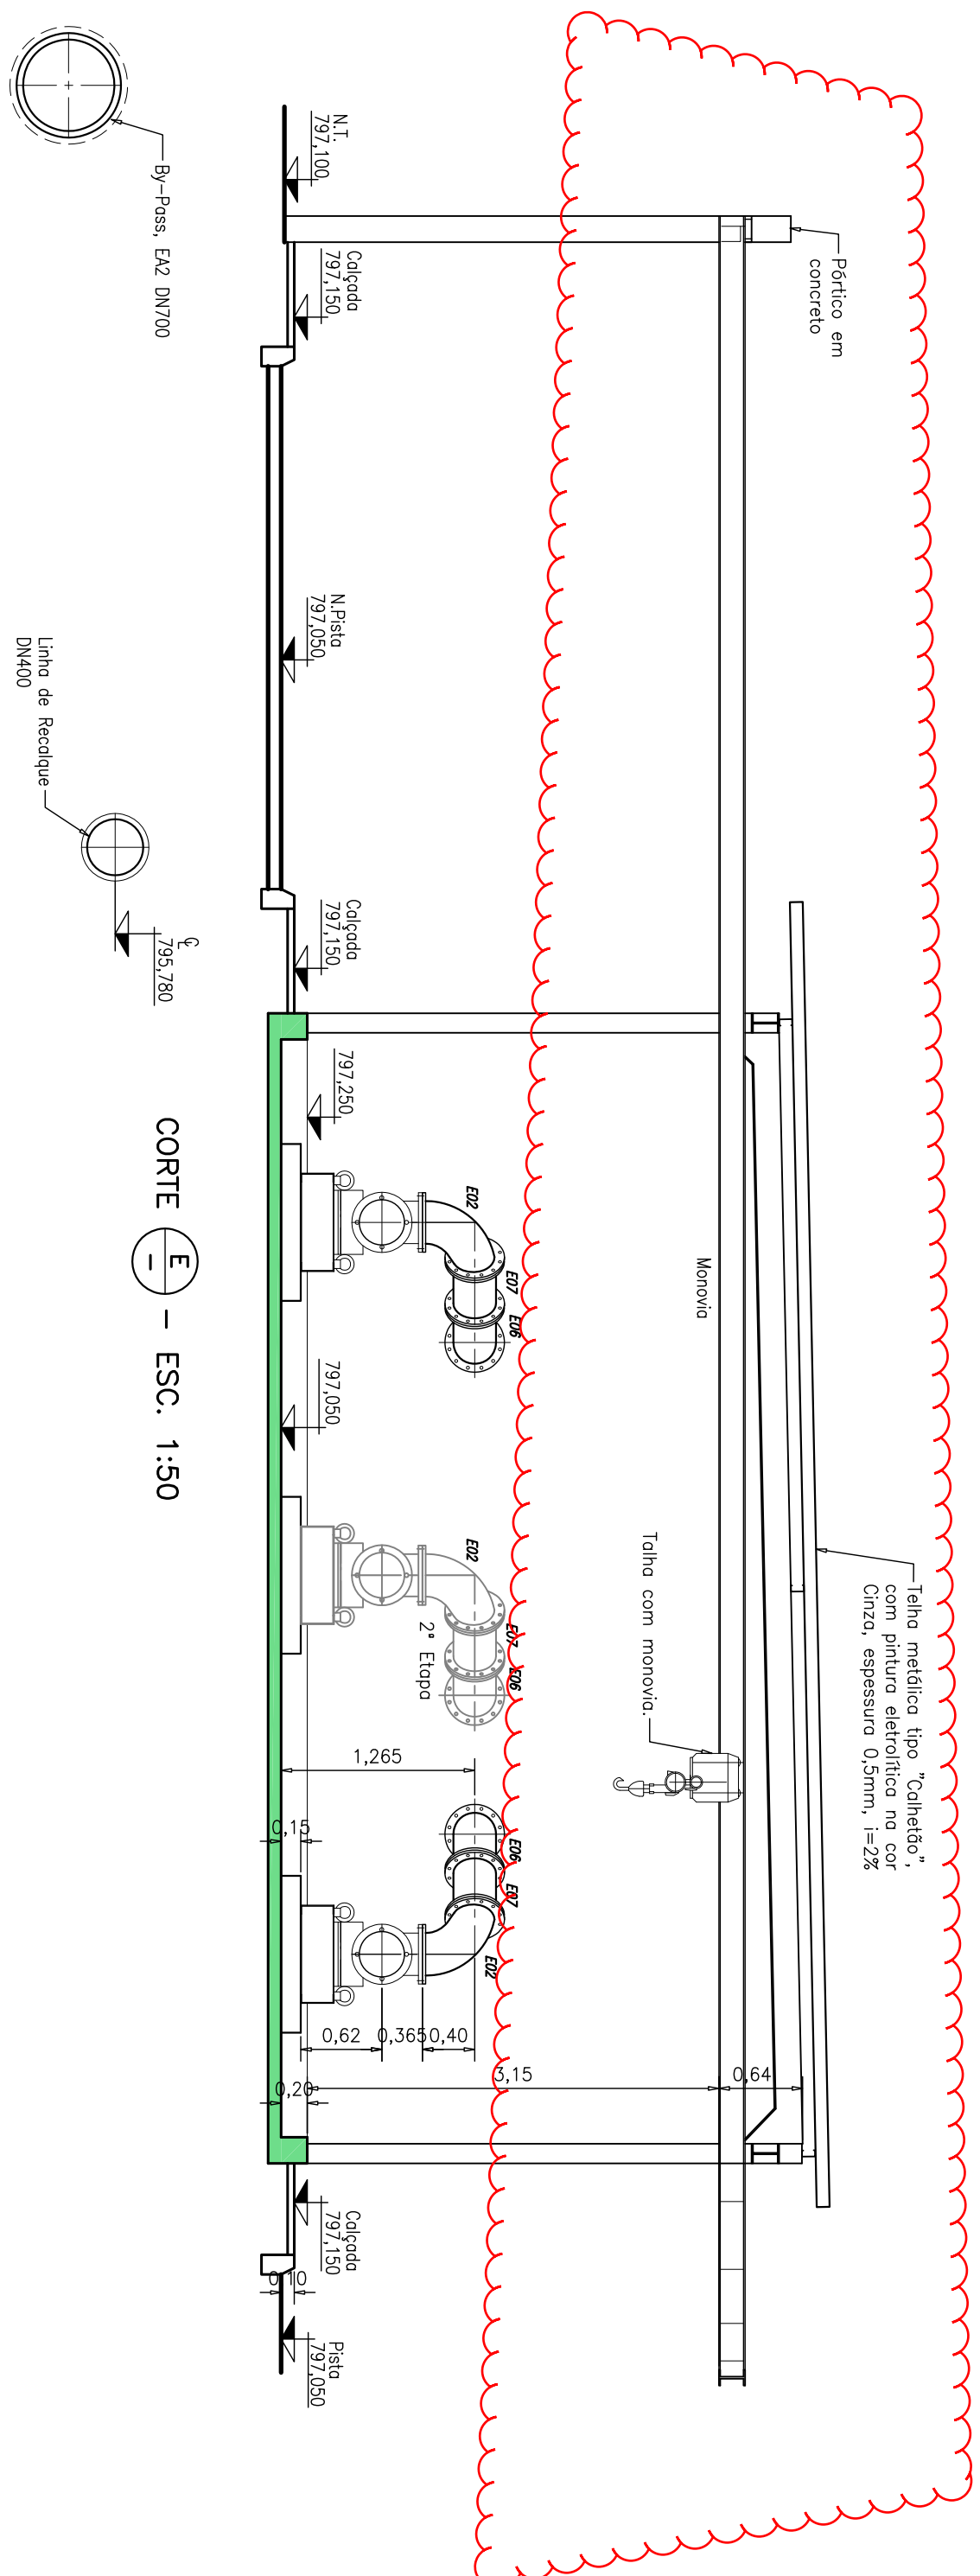 Pórtico em
concreto
Telha metálica tipo "Calhetão",
com pintura eletrolítica na cor
Cinza, espessura 0,5mm, i=2%
Monovia
Talha com monovia.
0,64
3,15
E02
E07
E06
E02
E07
E06
2ª Etapa
E06
E07
E02
1,265
0,15
0,62
0,365
0,40
0,20
0,10
N.T.
797,100
Calçada
797,150
N.Pista
797,050
Calçada
797,150
797,250
797,050
Calçada
797,150
Pista
797,050
By-Pass, EA2 DN700
Linha de Recalque
DN400
CL
795,780
CORTE E - ESC. 1:50
-